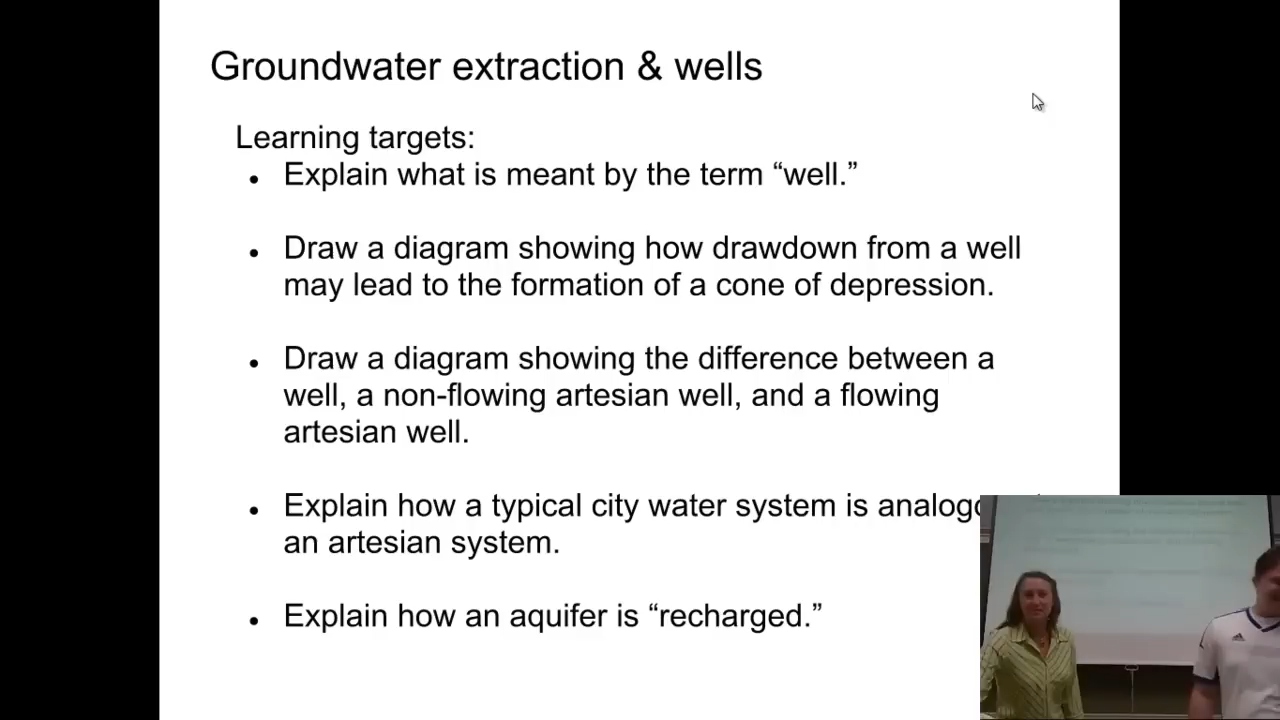 Groundwater extraction & wells
Learning targets:
• Explain what is meant by the term “well.”
• Draw a diagram showing how drawdown from a well
may lead to the formation of a cone of depression.
• Draw a diagram showing the difference between a
well, a non-flowing artesian well, and a flowing
artesian well.
• Explain how a typical city water system is
an artesian system.
• Explain how an aquifer is “recharged.”